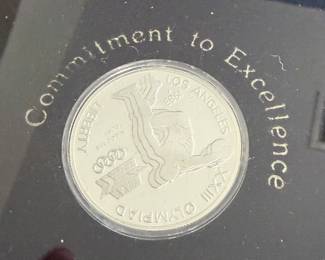 Commitment to Excellence
LOS ANGELES
XXIII OLYMPIAD
LIBERTY